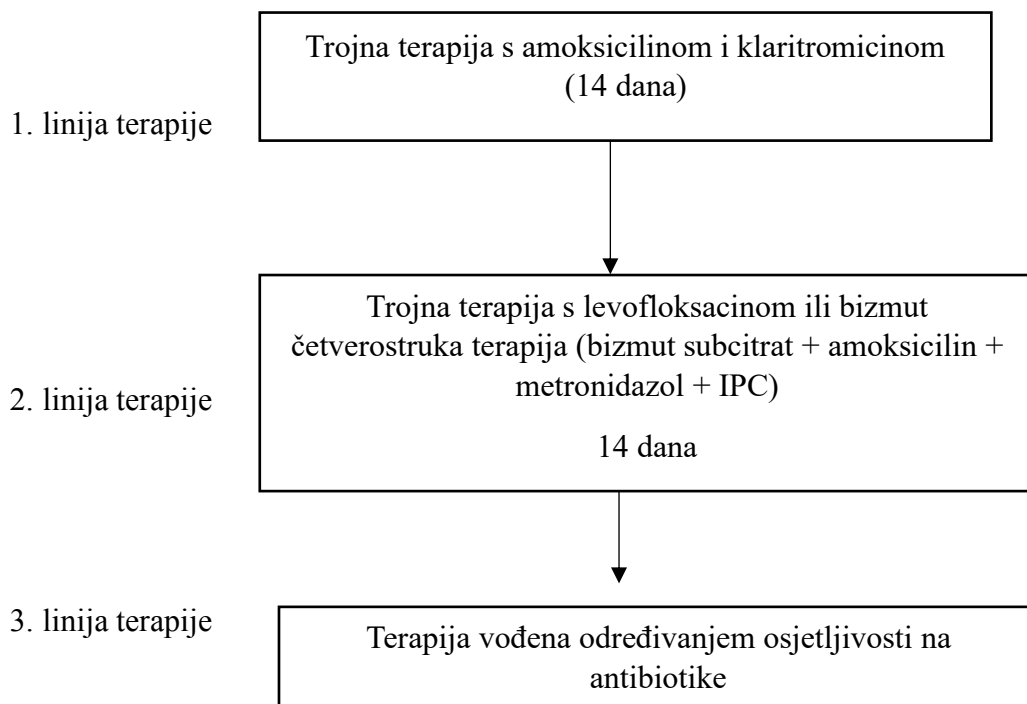 Trojna terapija s amoksicilinom i klaritromicinom
(14 dana)
1. linija terapije
Trojna terapija s levofloksacinom ili bizmut
četverostruka terapija (bizmut subcitrat + amoksicilin +
metronidazol + IPC)
14 dana
2. linija terapije
3. linija terapije
Terapija vođena određivanjem osjetljivosti na
antibiotike